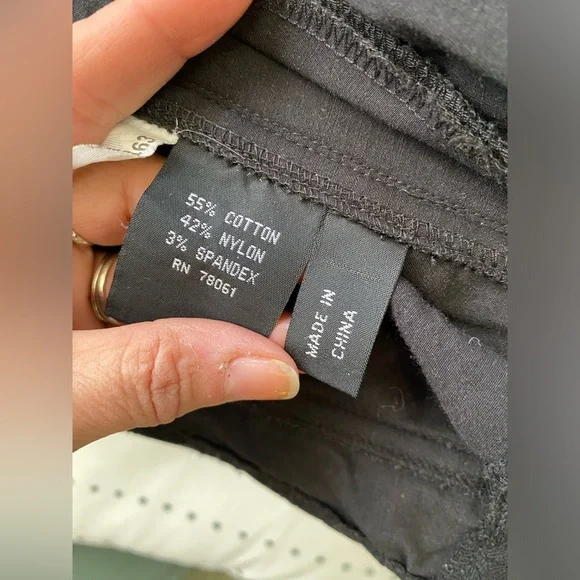 55% COTTON
42% NYLON
3% SPANDEX
RN 78061
MADE IN
CHINA